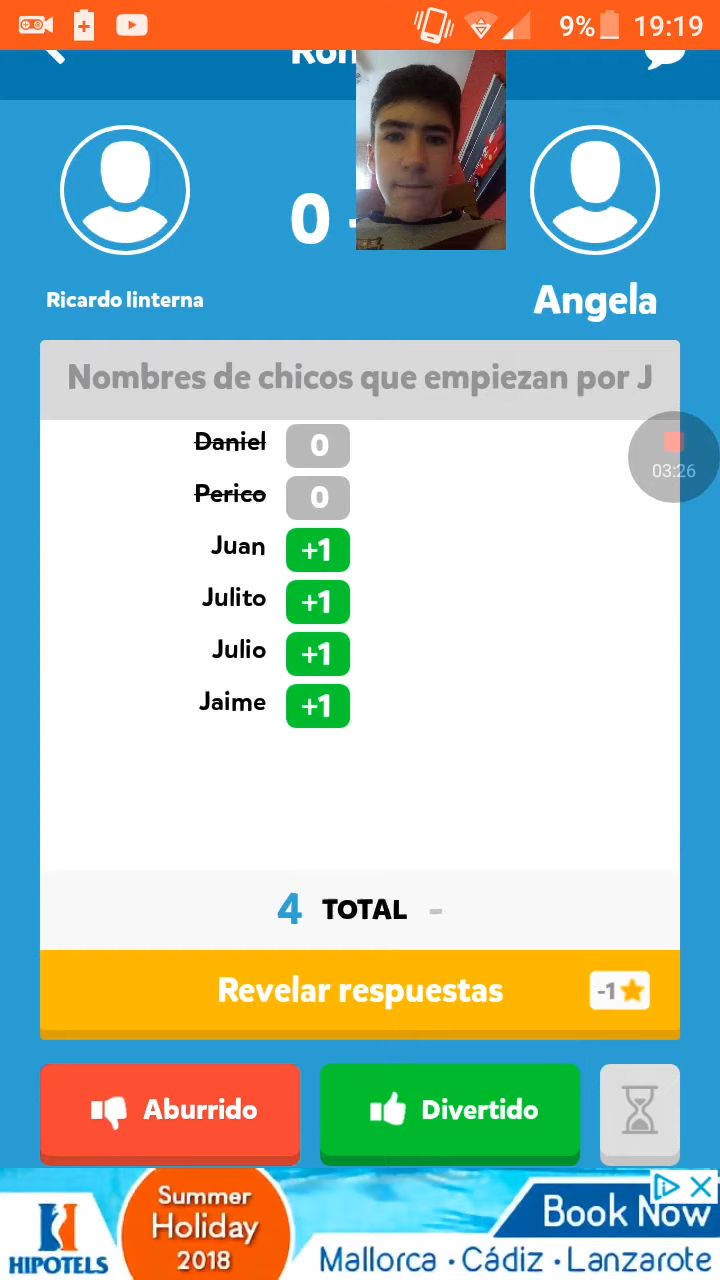 9% 19:19
0
Ricardo linterna
Angela
Nombres de chicos que empiezan por J
03:26
Daniel 0
Perico 0
Juan +1
Julito +1
Julio +1
Jaime +1
4 TOTAL -
Revelar respuestas -1
Aburrido
Divertido
Summer
Holiday
2018
Book Now
HIPOTELS
Mallorca · Cádiz · Lanzarote